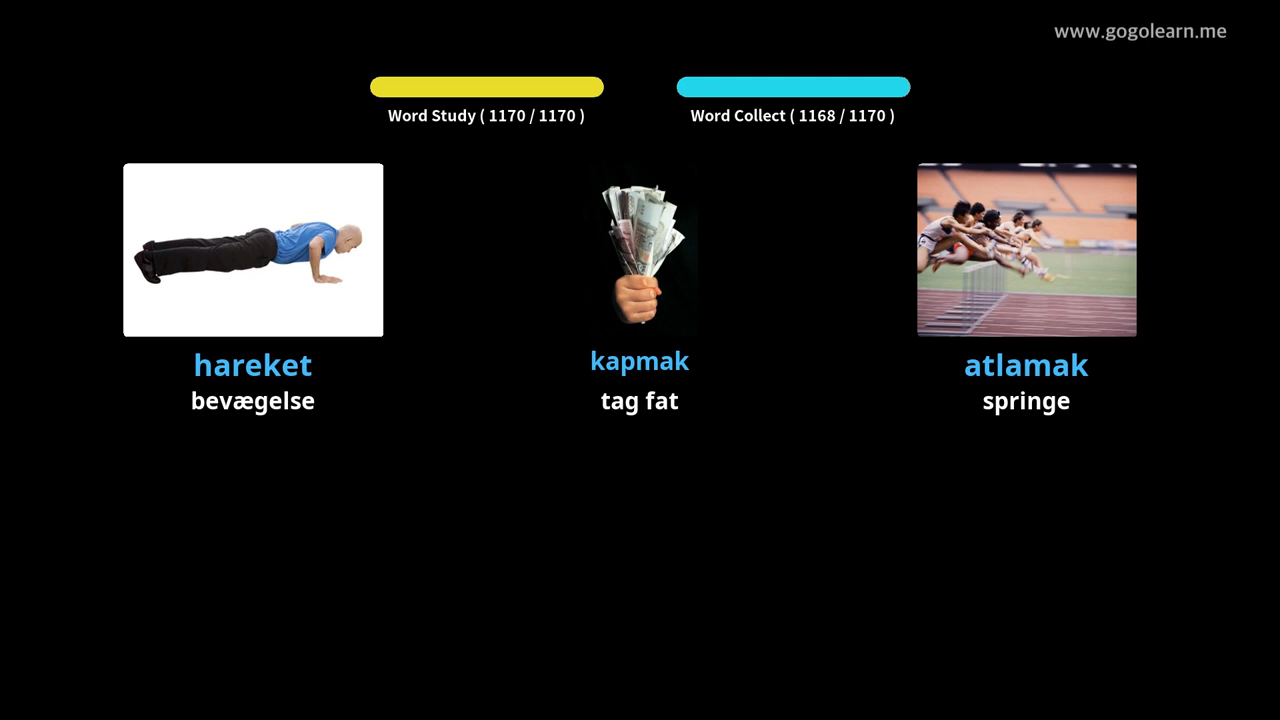 www.gogolearn.me
Word Study ( 1170 / 1170 )
Word Collect ( 1168 / 1170 )
hareket
bevægelse
kapmak
tag fat
atlamak
springe